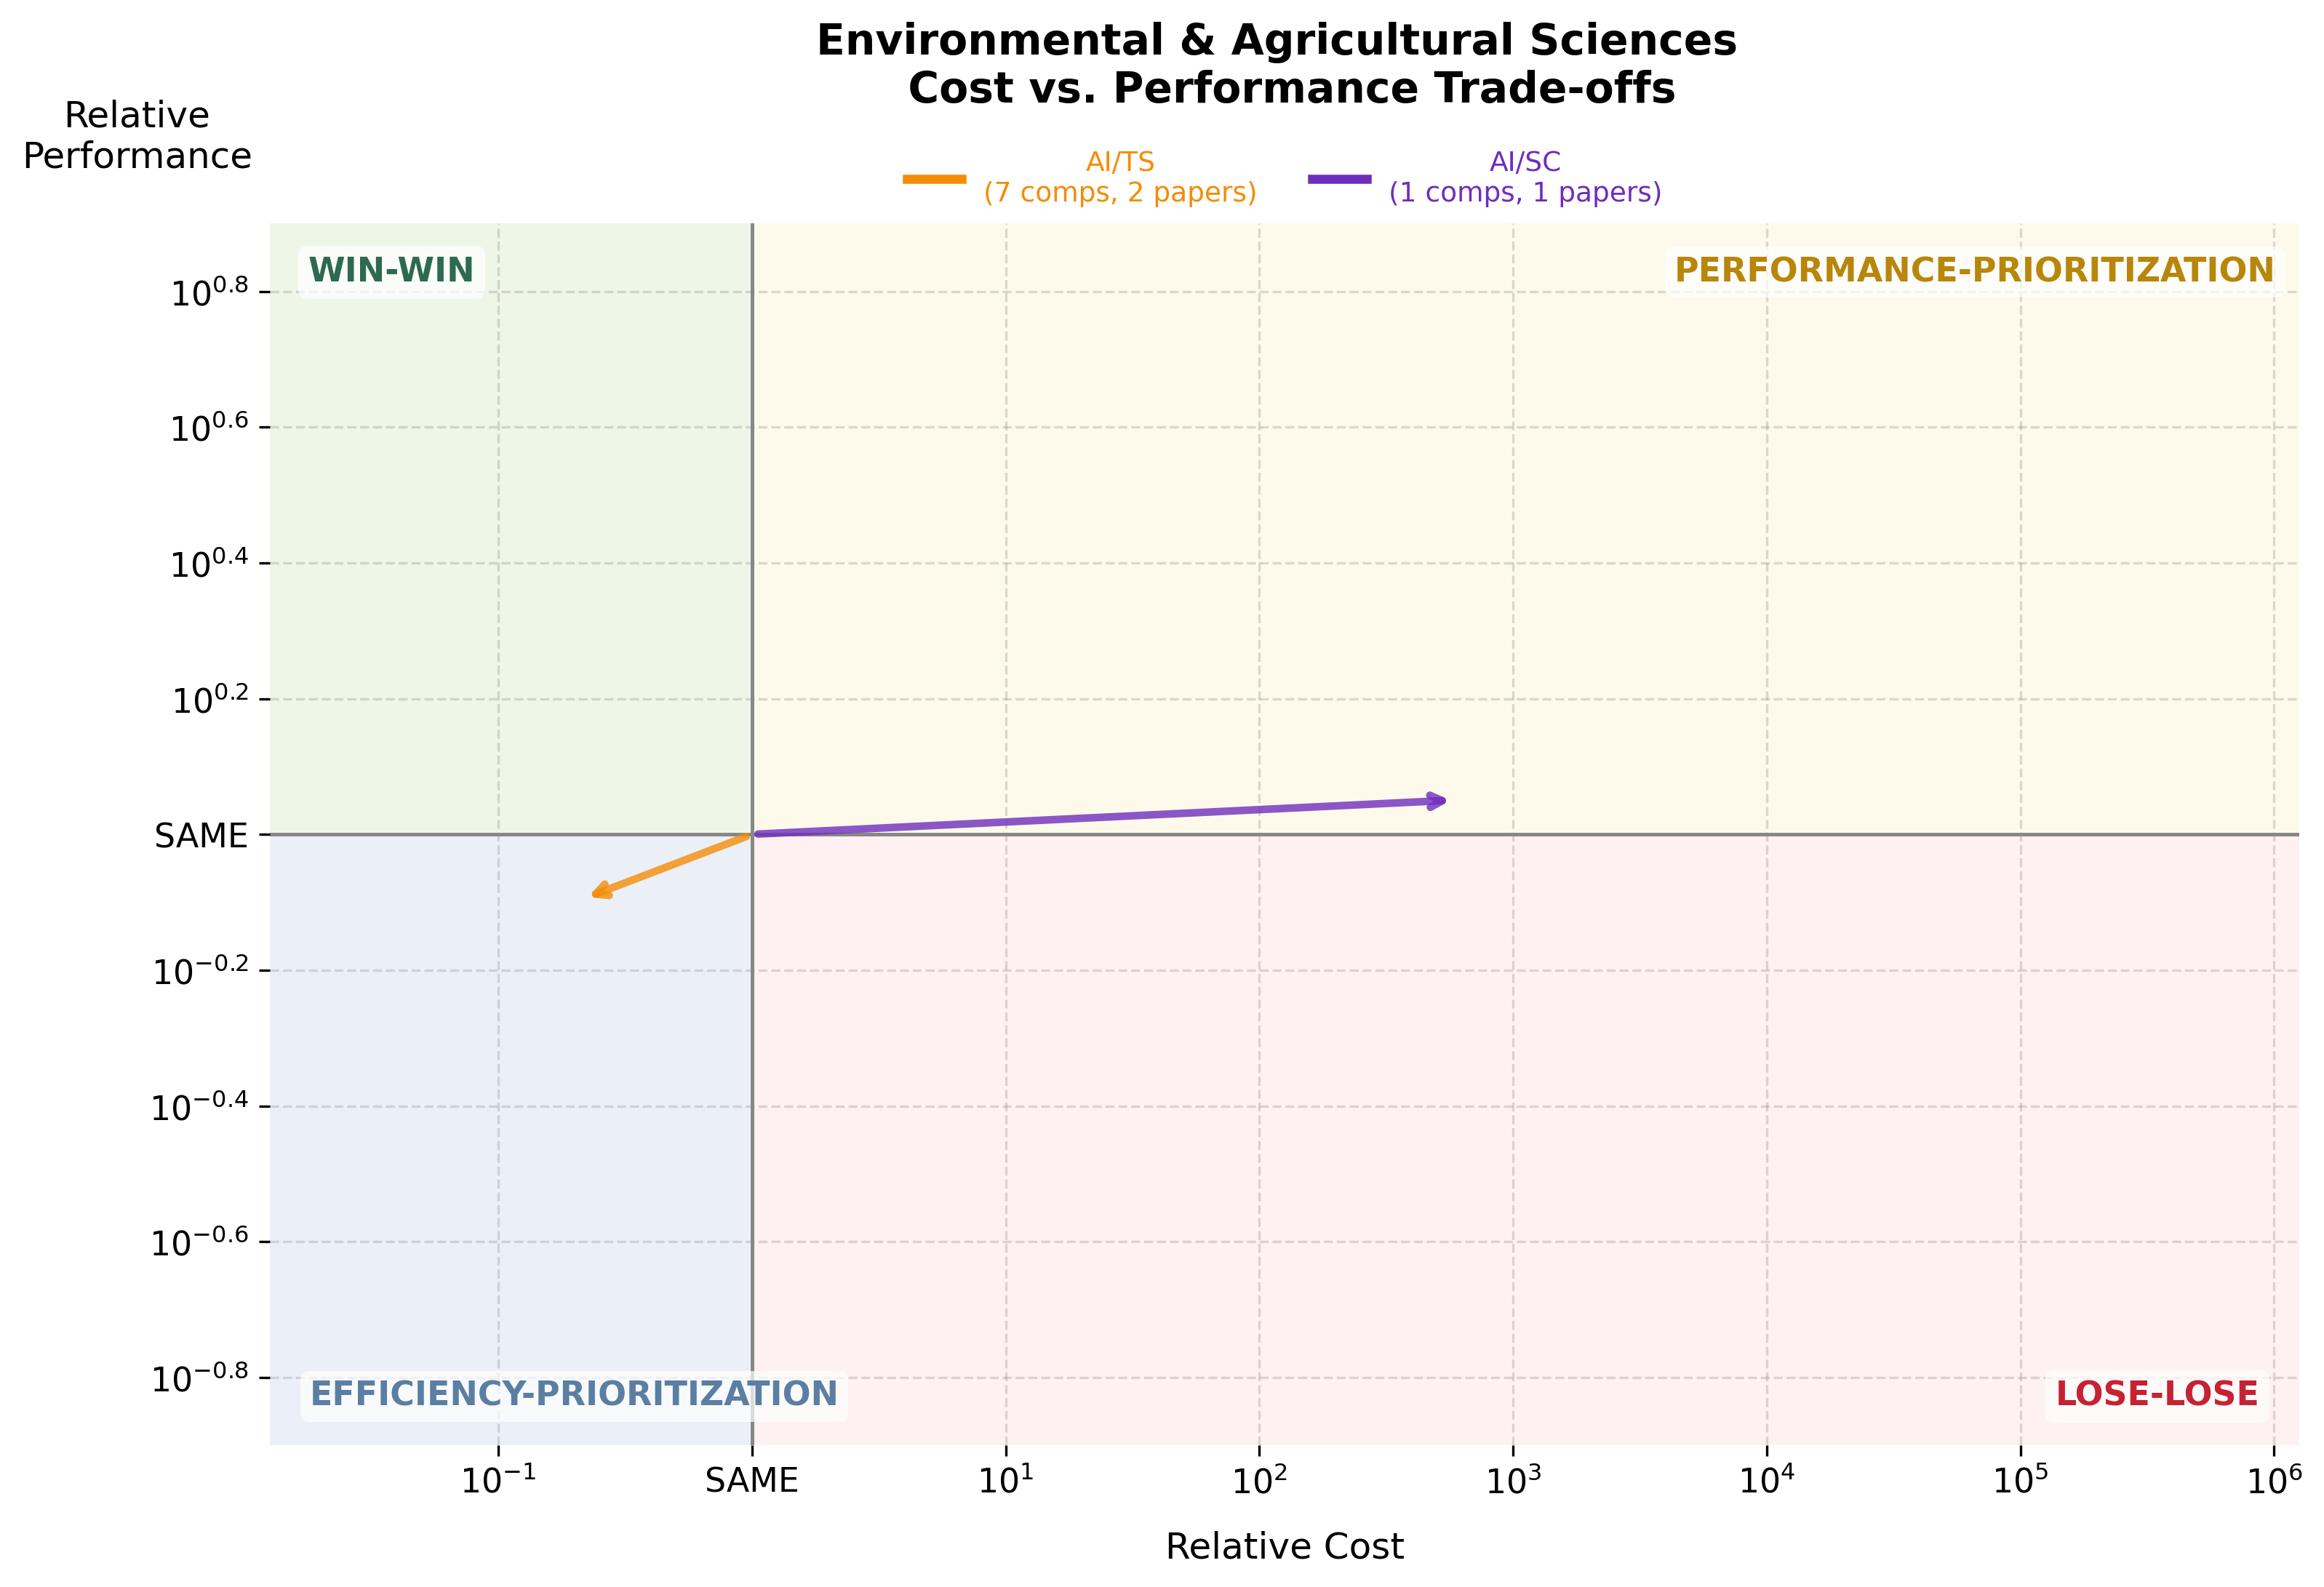 Environmental & Agricultural Sciences
Cost vs. Performance Trade-offs
Relative
Performance
AI/TS
(7 comps, 2 papers)
AI/SC
(1 comps, 1 papers)
WIN-WIN
PERFORMANCE-PRIORITIZATION
10^0.8
10^0.6
10^0.4
10^0.2
SAME
10^−0.2
10^−0.4
10^−0.6
10^−0.8
EFFICIENCY-PRIORITIZATION
LOSE-LOSE
10^−1 SAME 10^1 10^2 10^3 10^4 10^5 10^6
Relative Cost